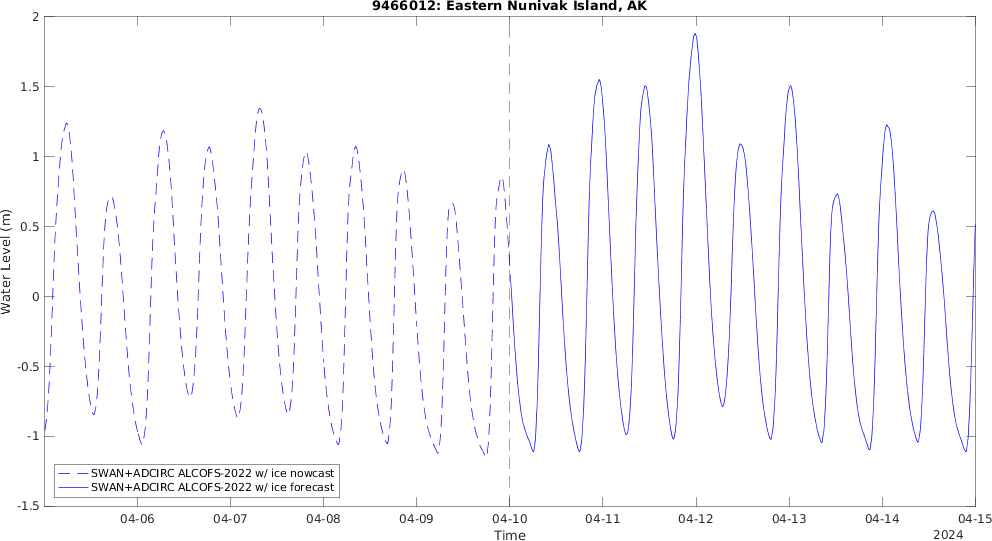 9466012: Eastern Nunivak Island, AK
2
1.5
1
0.5
0
-0.5
-1
-1.5
Water Level (m)
SWAN+ADCIRC ALCOFS-2022 w/ ice nowcast
SWAN+ADCIRC ALCOFS-2022 w/ ice forecast
04-06 04-07 04-08 04-09 04-10 04-11 04-12 04-13 04-14 04-15
Time
2024